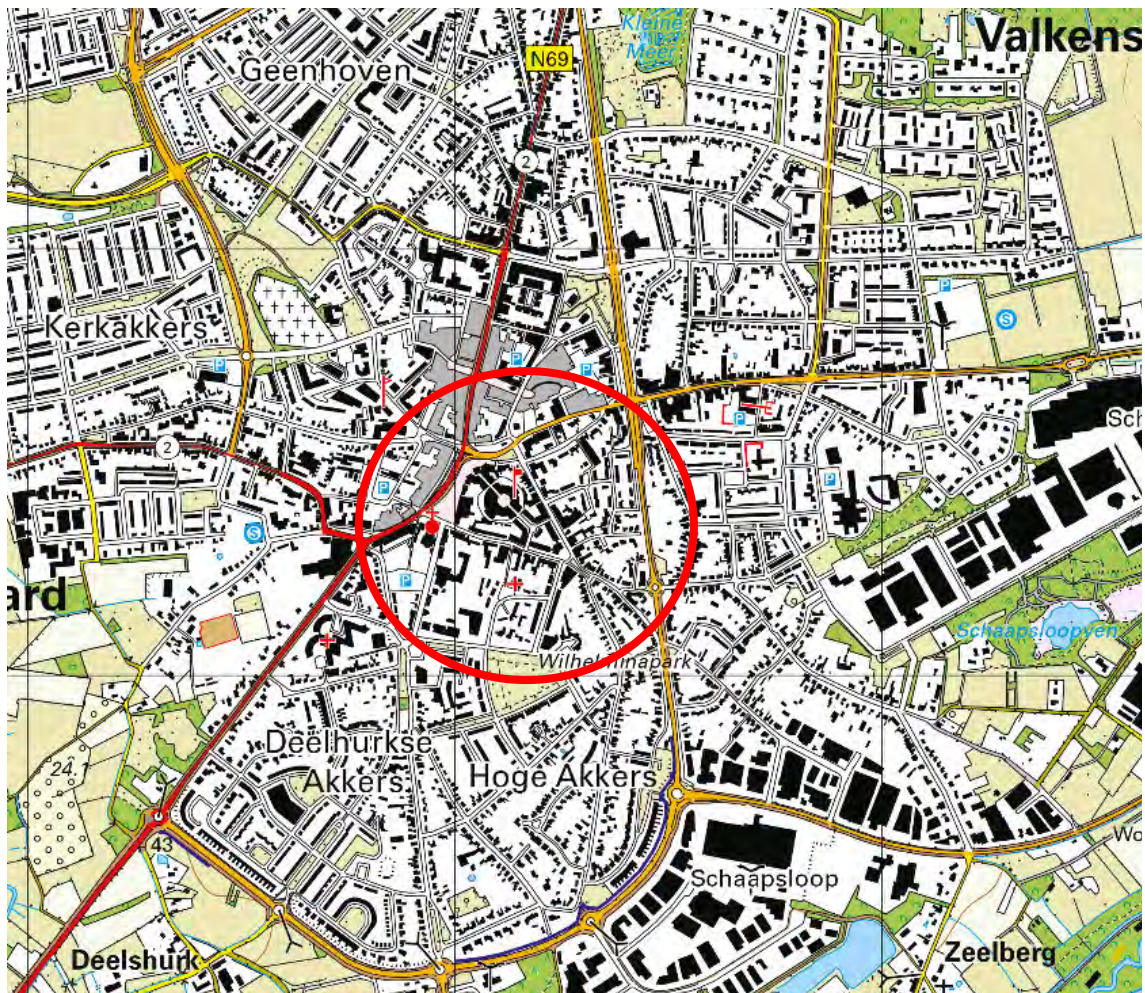 Kleine
Meer
Valkens
Geenhoven
N69
2
P
S
Kerkakkers
P
P
P
P
2
Sch
P
P
S
P
ard
Schaapsloopven
Wilhelminapark
24.1
Deelhurkse
Akkers
Hoge Akkers
43
Wo
Schaapsloop
Deelshurk
Zeelberg